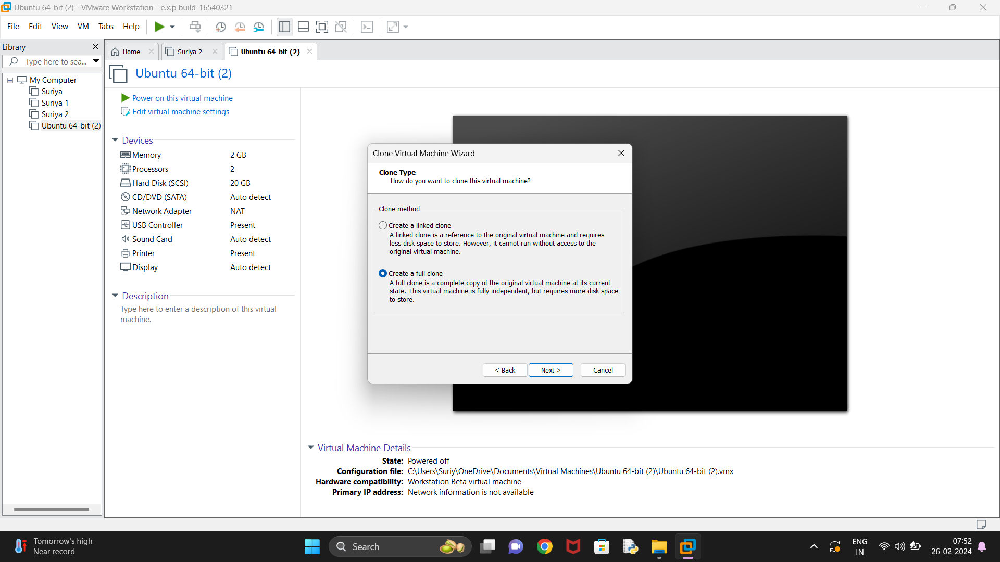 Ubuntu 64-bit (2) - VMware Workstation - e.x.p build-16540321
File Edit View VM Tabs Help
Library
Type here to sea...
My Computer
Suriya
Suriya 1
Suriya 2
Ubuntu 64-bit (2)
Home
Suriya 2
Ubuntu 64-bit (2)
Ubuntu 64-bit (2)
Power on this virtual machine
Edit virtual machine settings
Devices
Memory 2 GB
Processors 2
Hard Disk (SCSI) 20 GB
CD/DVD (SATA) Auto detect
Network Adapter NAT
USB Controller Present
Sound Card Auto detect
Printer Present
Display Auto detect
Description
Type here to enter a description of this virtual
machine.
Clone Virtual Machine Wizard
Clone Type
How do you want to clone this virtual machine?
Clone method
Create a linked clone
A linked clone is a reference to the original virtual machine and requires
less disk space to store. However, it cannot run without access to the
original virtual machine.
Create a full clone
A full clone is a complete copy of the original virtual machine at its current
state. This virtual machine is fully independent, but requires more disk space
to store.
< Back Next > Cancel
Virtual Machine Details
State: Powered off
Configuration file: C:\Users\Suriy\OneDrive\Documents\Virtual Machines\Ubuntu 64-bit (2)\Ubuntu 64-bit (2).vmx
Hardware compatibility: Workstation Beta virtual machine
Primary IP address: Network information is not available
Tomorrow's high
Near record
Search
ENG
IN
07:52
26-02-2024